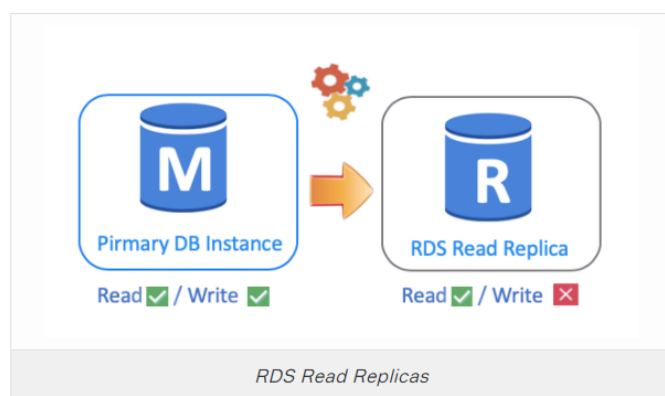 M
R
Pirmary DB Instance
RDS Read Replica
Read ✅ / Write ✅
Read ✅ / Write ❌
RDS Read Replicas